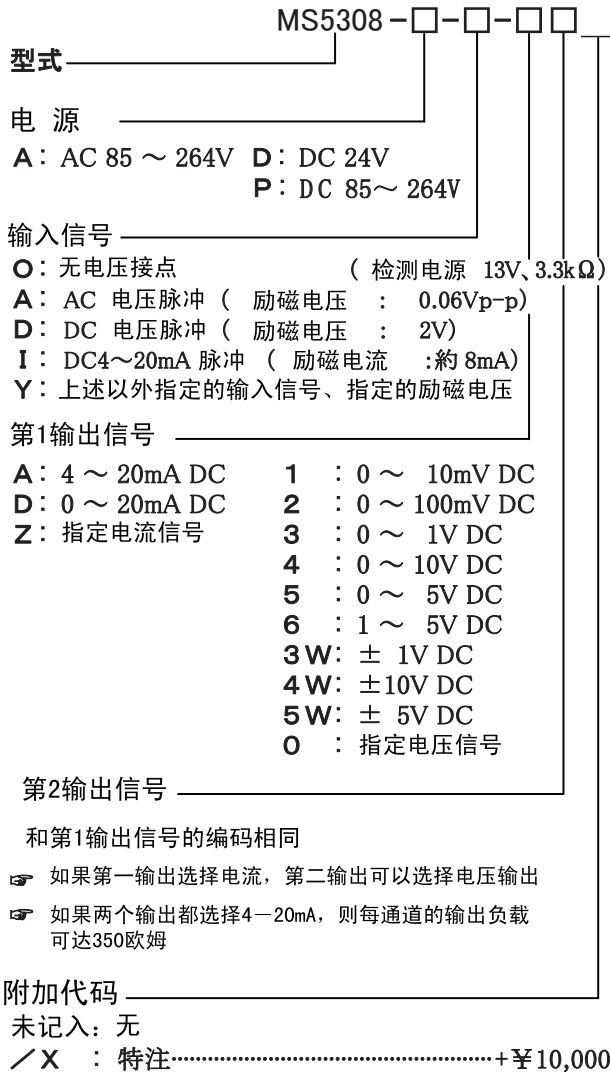 MS5308-□-□-□□
型式
电 源
A：AC 85 ～ 264V D：DC 24V
P：DC 85～ 264V
输入信号
O：无电压接点 ( 检测电源 13V、3.3kΩ)
A：AC 电压脉冲 ( 励磁电压 : 0.06Vp-p)
D：DC 电压脉冲 ( 励磁电压 : 2V)
I：DC4～20mA 脉冲 ( 励磁电流 :約 8mA)
Y：上述以外指定的输入信号、指定的励磁电压
第1输出信号
A：4 ～ 20mA DC 1 ：0 ～ 10mV DC
D：0 ～ 20mA DC 2 ：0 ～ 100mV DC
Z：指定电流信号 3 ：0 ～ 1V DC
4 ：0 ～ 10V DC
5 ：0 ～ 5V DC
6 ：1 ～ 5V DC
3W：± 1V DC
4W：±10V DC
5W：± 5V DC
0 ：指定电压信号
第2输出信号
和第1输出信号的编码相同
☞ 如果第一输出选择电流，第二输出可以选择电压输出
☞ 如果两个输出都选择4－20mA，则每通道的输出负载
可达350欧姆
附加代码
未记入：无
／X ：特注……………………………………………+¥10,000